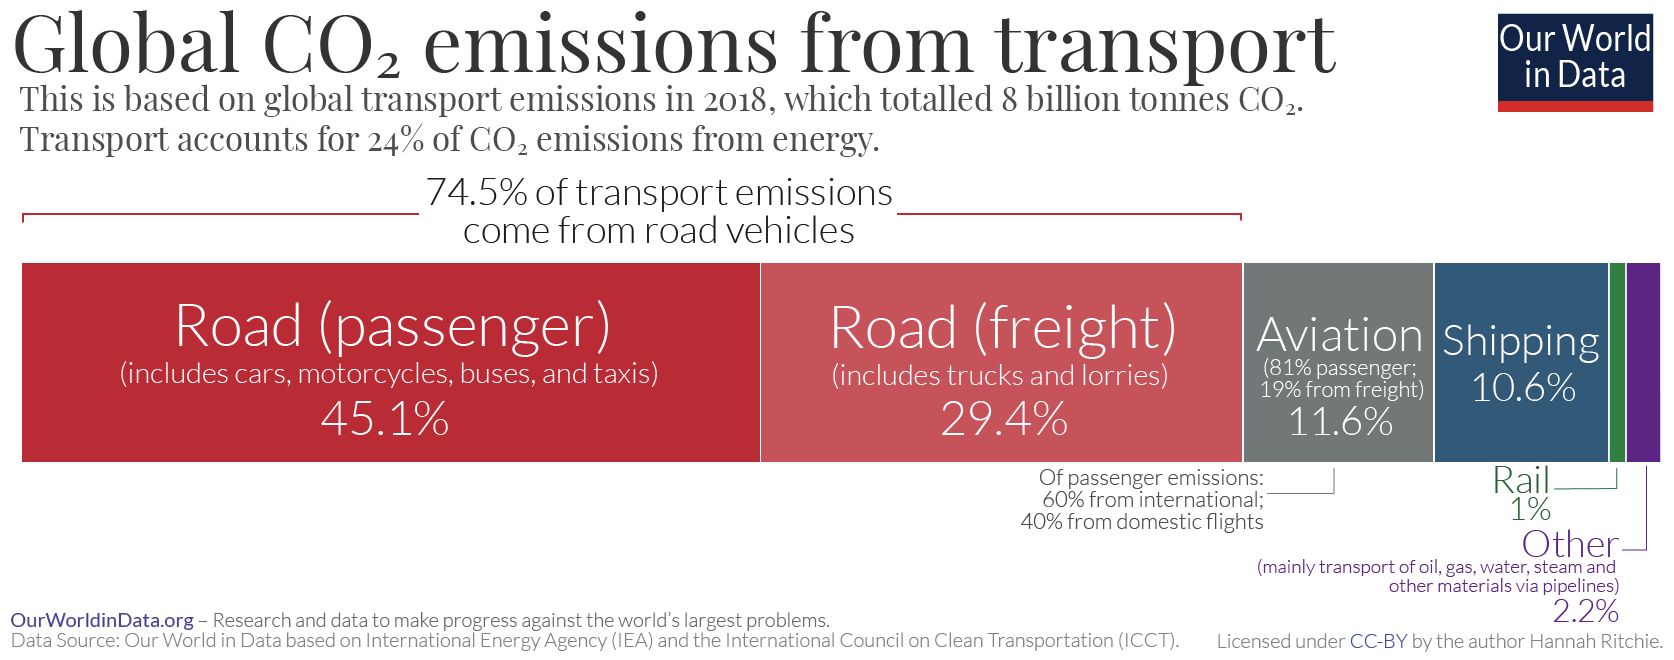 Global CO₂ emissions from transport
Our World
in Data
This is based on global transport emissions in 2018, which totalled 8 billion tonnes CO₂.
Transport accounts for 24% of CO₂ emissions from energy.
74.5% of transport emissions
come from road vehicles
Road (passenger)
(includes cars, motorcycles, buses, and taxis)
45.1%
Road (freight)
(includes trucks and lorries)
29.4%
Aviation
(81% passenger;
19% from freight)
11.6%
Shipping
10.6%
Of passenger emissions:
60% from international;
40% from domestic flights
Rail
1%
Other
(mainly transport of oil, gas, water, steam and
other materials via pipelines)
2.2%
OurWorldinData.org – Research and data to make progress against the world's largest problems.
Data Source: Our World in Data based on International Energy Agency (IEA) and the International Council on Clean Transportation (ICCT).
Licensed under CC-BY by the author Hannah Ritchie.